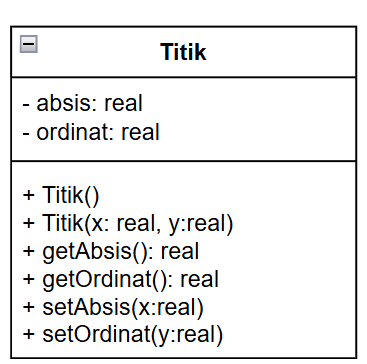 Titik
- absis: real
- ordinat: real
+ Titik()
+ Titik(x: real, y:real)
+ getAbsis(): real
+ getOrdinat(): real
+ setAbsis(x:real)
+ setOrdinat(y:real)